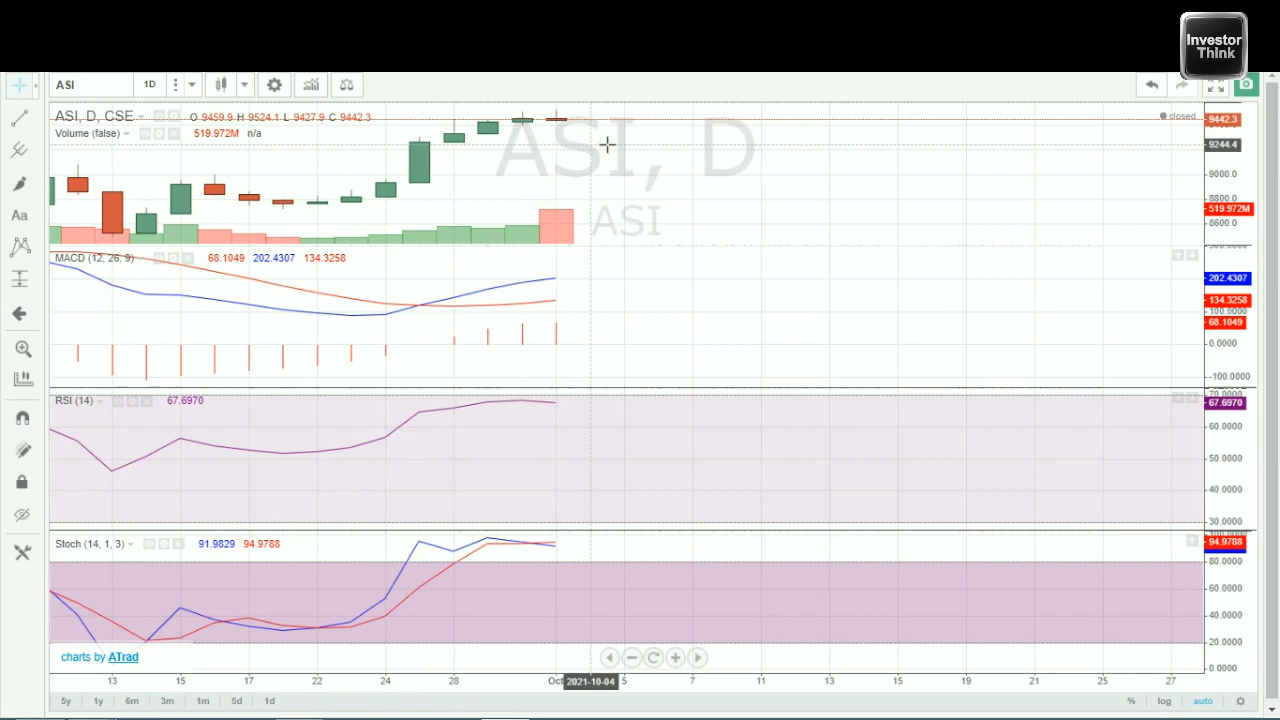 Investor
Think
ASI 1D
ASI, D, CSE O 9459.9 H 9524.1 L 9427.9 C 9442.3
Volume (false) 519.972M n/a
ASI, D
ASI
closed
9442.3
9244.4
9000.0
8800.0
519.972M
8600.0
MACD (12, 26, 9) 68.1049 202.4307 134.3258
202.4307
134.3258
100.0000
68.1049
0.0000
-100.0000
RSI (14) 67.6970
70.0000
67.6970
60.0000
50.0000
40.0000
30.0000
Stoch (14, 1, 3) 91.9829 94.9788
94.9788
80.0000
60.0000
40.0000
20.0000
0.0000
charts by ATrad
13 15 17 22 24 28 Oct 2021-10-04 5 7 11 13 15 19 21 25 27
5y 1y 6m 3m 1m 5d 1d % log auto
Aa